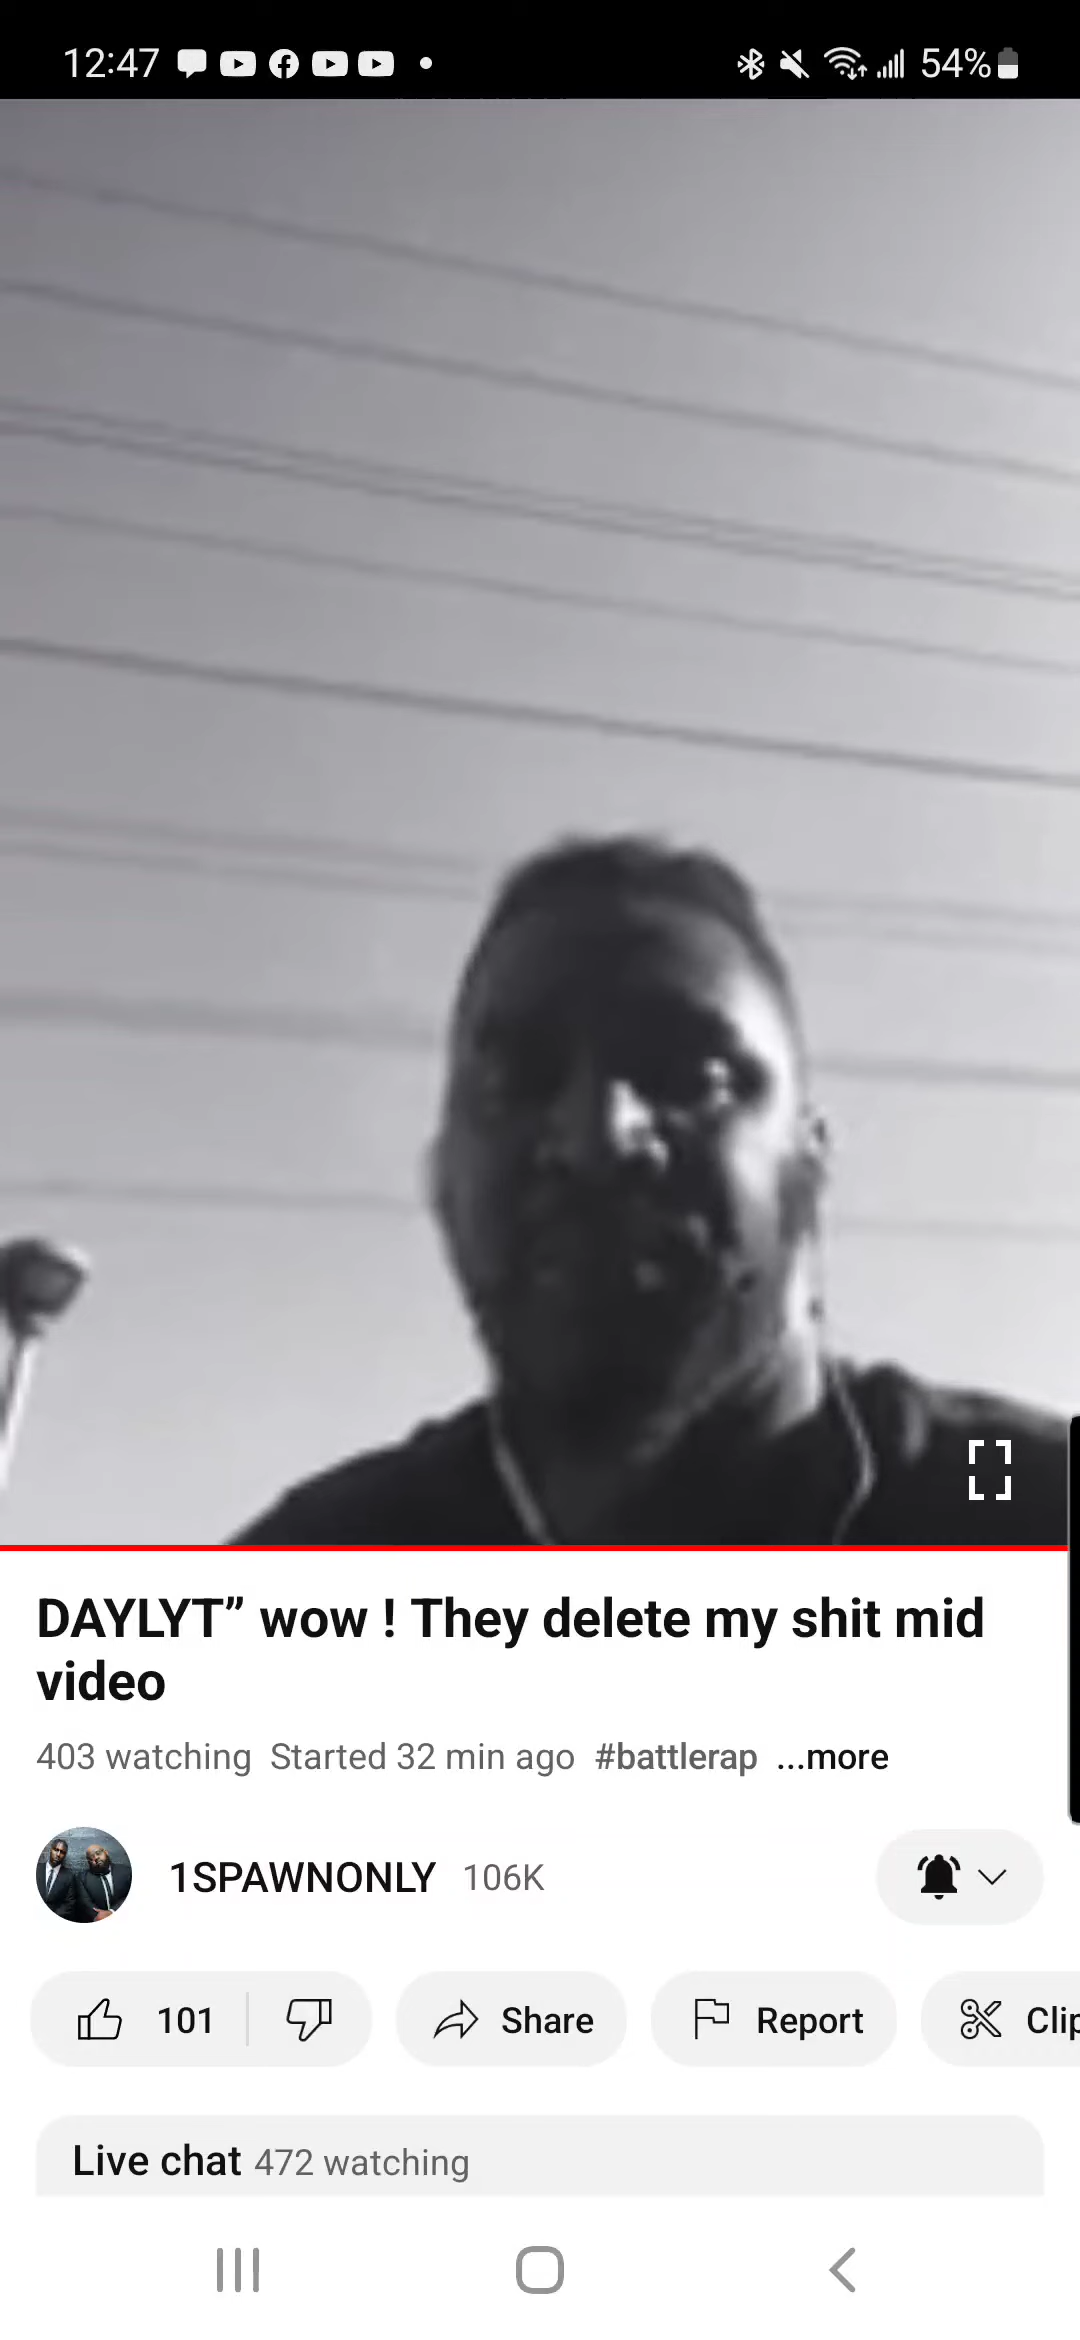 12:47 54%
DAYLYT” wow ! They delete my shit mid
video
403 watching Started 32 min ago #battlerap ...more
1SPAWNONLY 106K
101 Share Report Clip
Live chat 472 watching